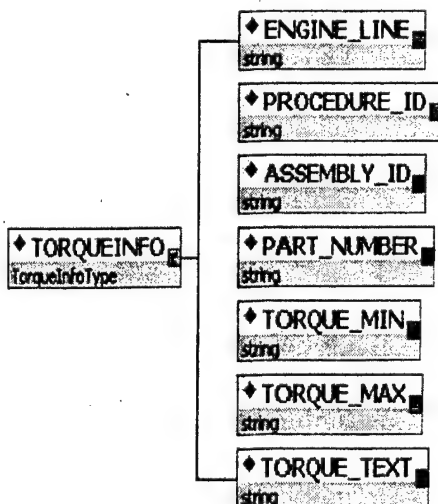 ENGINE_LINE
string
PROCEDURE_ID
string
ASSEMBLY_ID
string
TORQUEINFO
TorqueInfoType
PART_NUMBER
string
TORQUE_MIN
string
TORQUE_MAX
string
TORQUE_TEXT
string